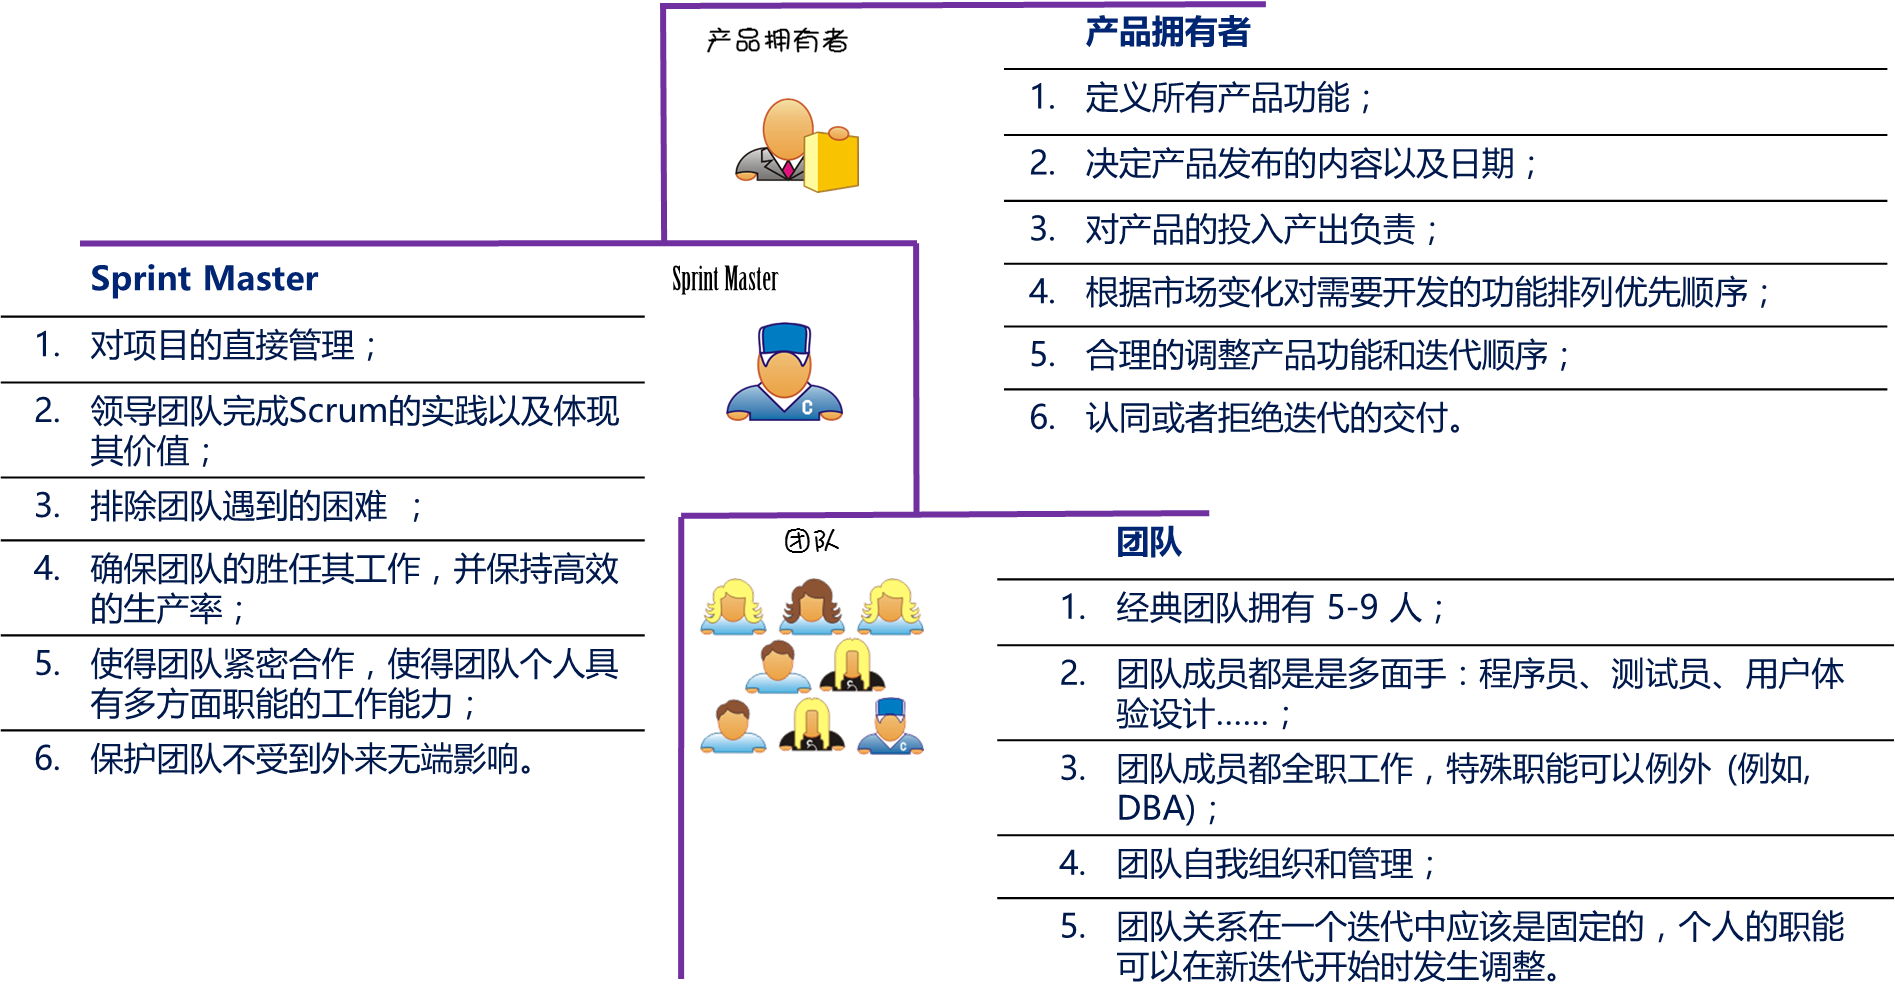 产品拥有者
产品拥有者
1. 定义所有产品功能；
2. 决定产品发布的内容以及日期；
3. 对产品的投入产出负责；
4. 根据市场变化对需要开发的功能排列优先顺序；
5. 合理的调整产品功能和迭代顺序；
6. 认同或者拒绝迭代的交付。
Sprint Master
Sprint Master
1. 对项目的直接管理；
2. 领导团队完成Scrum的实践以及体现
其价值；
3. 排除团队遇到的困难 ；
4. 确保团队的胜任其工作，并保持高效
的生产率；
5. 使得团队紧密合作，使得团队个人具
有多方面职能的工作能力；
6. 保护团队不受到外来无端影响。
C
团队
团队
1. 经典团队拥有 5-9 人；
2. 团队成员都是是多面手：程序员、测试员、用户体
验设计……；
3. 团队成员都全职工作，特殊职能可以例外 (例如,
DBA)；
4. 团队自我组织和管理；
5. 团队关系在一个迭代中应该是固定的，个人的职能
可以在新迭代开始时发生调整。
C